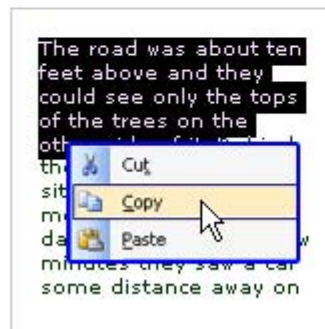 The road was about ten
feet above and they
could see only the tops
of the trees on the
Cut
Copy
Paste
minutes they saw a car
some distance away on